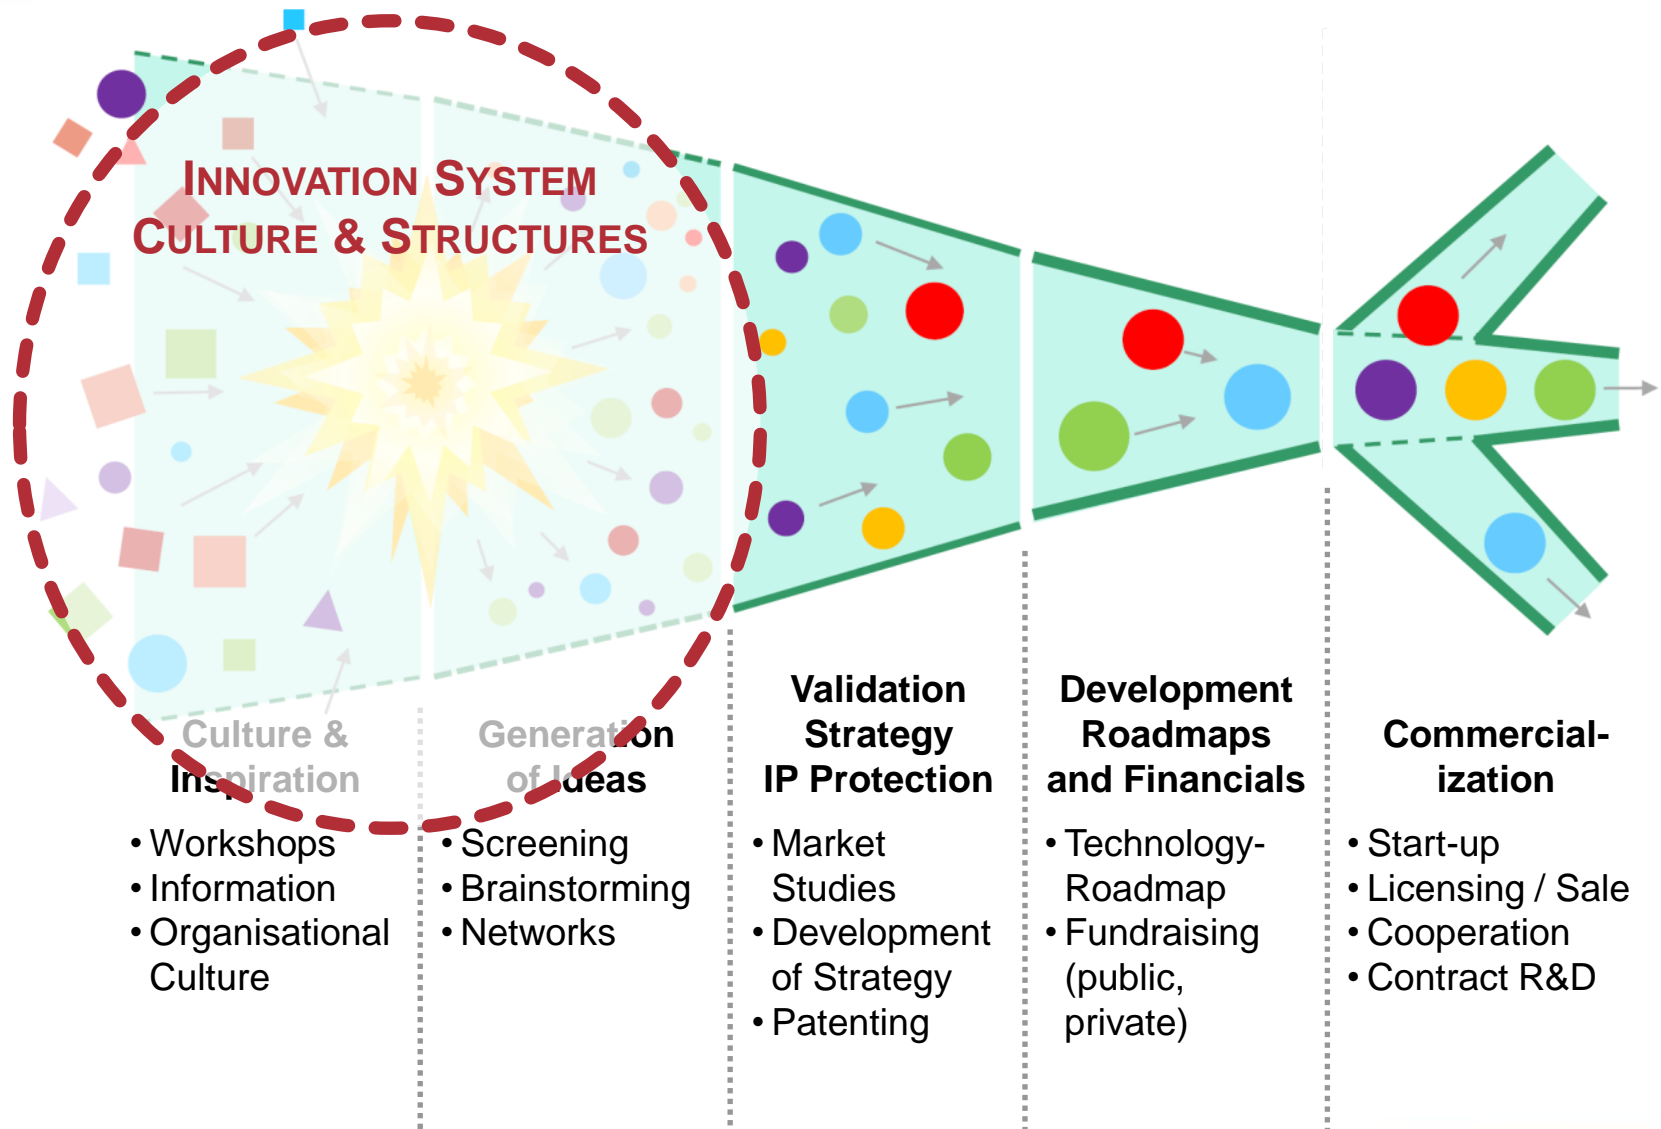 INNOVATION SYSTEM
CULTURE & STRUCTURES
Culture &
Inspiration
• Workshops
• Information
• Organisational
Culture
Generation
of Ideas
• Screening
• Brainstorming
• Networks
Validation
Strategy
IP Protection
• Market
Studies
• Development
of Strategy
• Patenting
Development
Roadmaps
and Financials
• Technology-
Roadmap
• Fundraising
(public,
private)
Commercial-
ization
• Start-up
• Licensing / Sale
• Cooperation
• Contract R&D